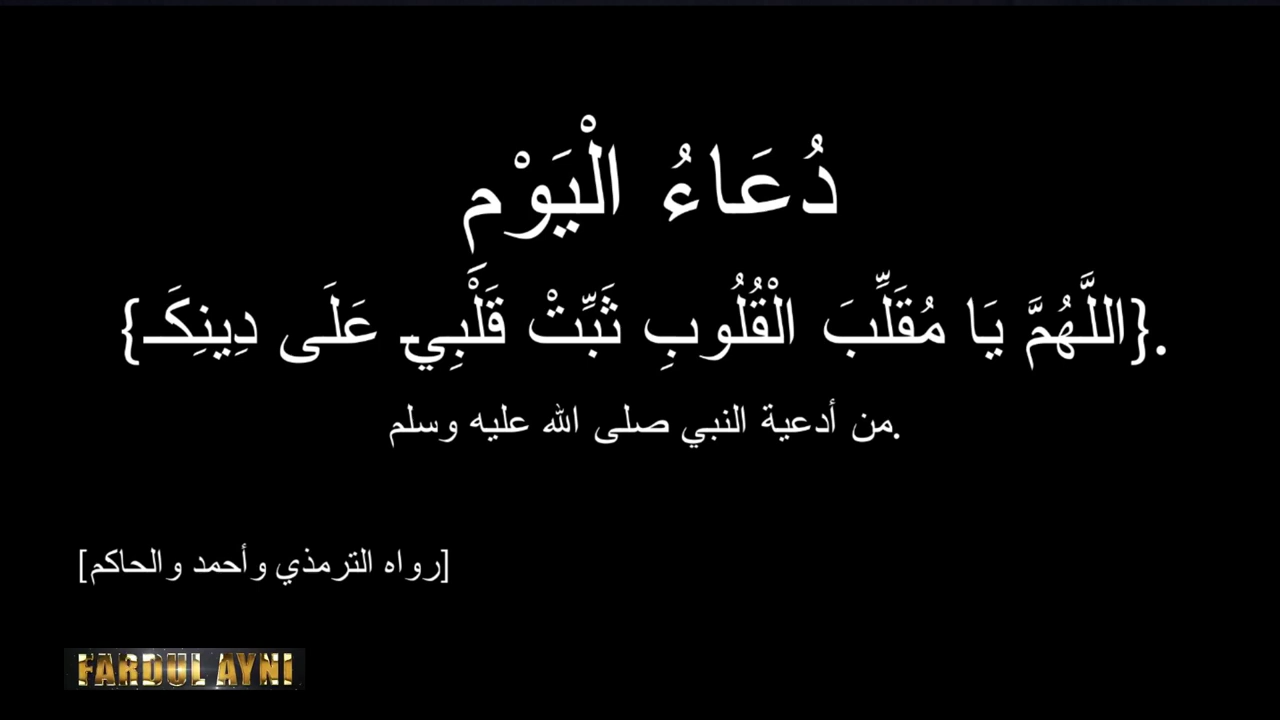 دُعَاءُ الْيَوْم
{اللَّهُمَّ يَا مُقَلِّبَ الْقُلُوبِ ثَبِّتْ قَلْبِيـ عَلَى دِينِكَـ}.
من أدعية النبي صلى الله عليه وسلم.
[رواه الترمذي وأحمد والحاكم]
FARDUL AYNI